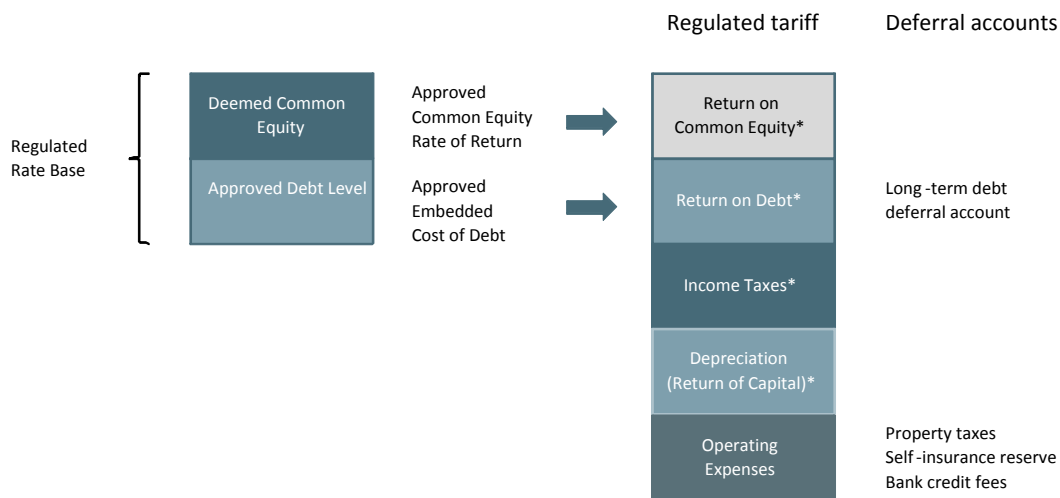 Regulated tariff
Deferral accounts
Regulated
Rate Base
Deemed Common
Equity
Approved Debt Level
Approved
Common Equity
Rate of Return
Approved
Embedded
Cost of Debt
Return on
Common Equity*
Return on Debt*
Income Taxes*
Depreciation
(Return of Capital)*
Operating
Expenses
Long-term debt
deferral account
Property taxes
Self-insurance reserve
Bank credit fees